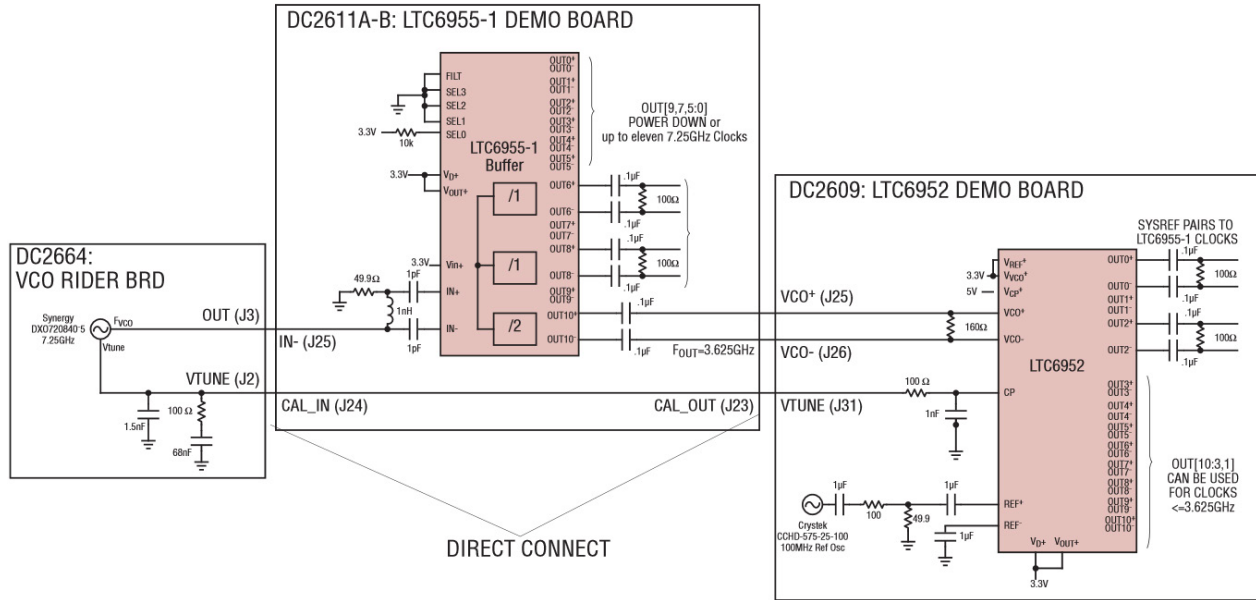 DC2664:
VCO RIDER BRD
Synergy
DXO720840-5
7.25GHz
FVCO
Vtune
OUT (J3)
VTUNE (J2)
1.5nF
100 Ω
68nF
DC2611A-B: LTC6955-1 DEMO BOARD
FILT
SEL3
SEL2
SEL1
SEL0
3.3V
10k
LTC6955-1
Buffer
3.3V
VD+
VOUT+
/1
/1
/2
3.3V
Vin+
IN+
IN-
49.9Ω
1pF
1nH
1pF
IN- (J25)
CAL_IN (J24)
CAL_OUT (J23)
OUT0+
OUT0-
OUT1+
OUT1-
OUT2+
OUT2-
OUT3+
OUT3-
OUT4+
OUT4-
OUT5+
OUT5-
OUT[9,7,5:0]
POWER DOWN or
up to eleven 7.25GHz Clocks
OUT6+
.1µF
100Ω
OUT6-
.1µF
OUT7+
OUT7-
OUT8+
.1µF
100Ω
OUT8-
.1µF
OUT9+
OUT9-
OUT10+
.1µF
OUT10-
.1µF
FOUT=3.625GHz
DIRECT CONNECT
DC2609: LTC6952 DEMO BOARD
VCO+ (J25)
VCO- (J26)
VTUNE (J31)
160Ω
100 Ω
1nF
3.3V
5V
VREF+
VVCO+
VCP+
VCO+
VCO-
LTC6952
CP
REF+
REF-
VD+
VOUT+
3.3V
1µF
100
49.9
1µF
1µF
Crystek
CCHD-575-25-100
100MHz Ref Osc
SYSREF PAIRS TO
LTC6955-1 CLOCKS
OUT0+
.1µF
100Ω
OUT0-
.1µF
OUT1+
OUT1-
OUT2+
.1µF
100Ω
OUT2-
.1µF
OUT3+
OUT3-
OUT4+
OUT4-
OUT5+
OUT5-
OUT6+
OUT6-
OUT7+
OUT7-
OUT8+
OUT8-
OUT9+
OUT9-
OUT10+
OUT10-
OUT[10:3,1]
CAN BE USED
FOR CLOCKS
<=3.625GHz